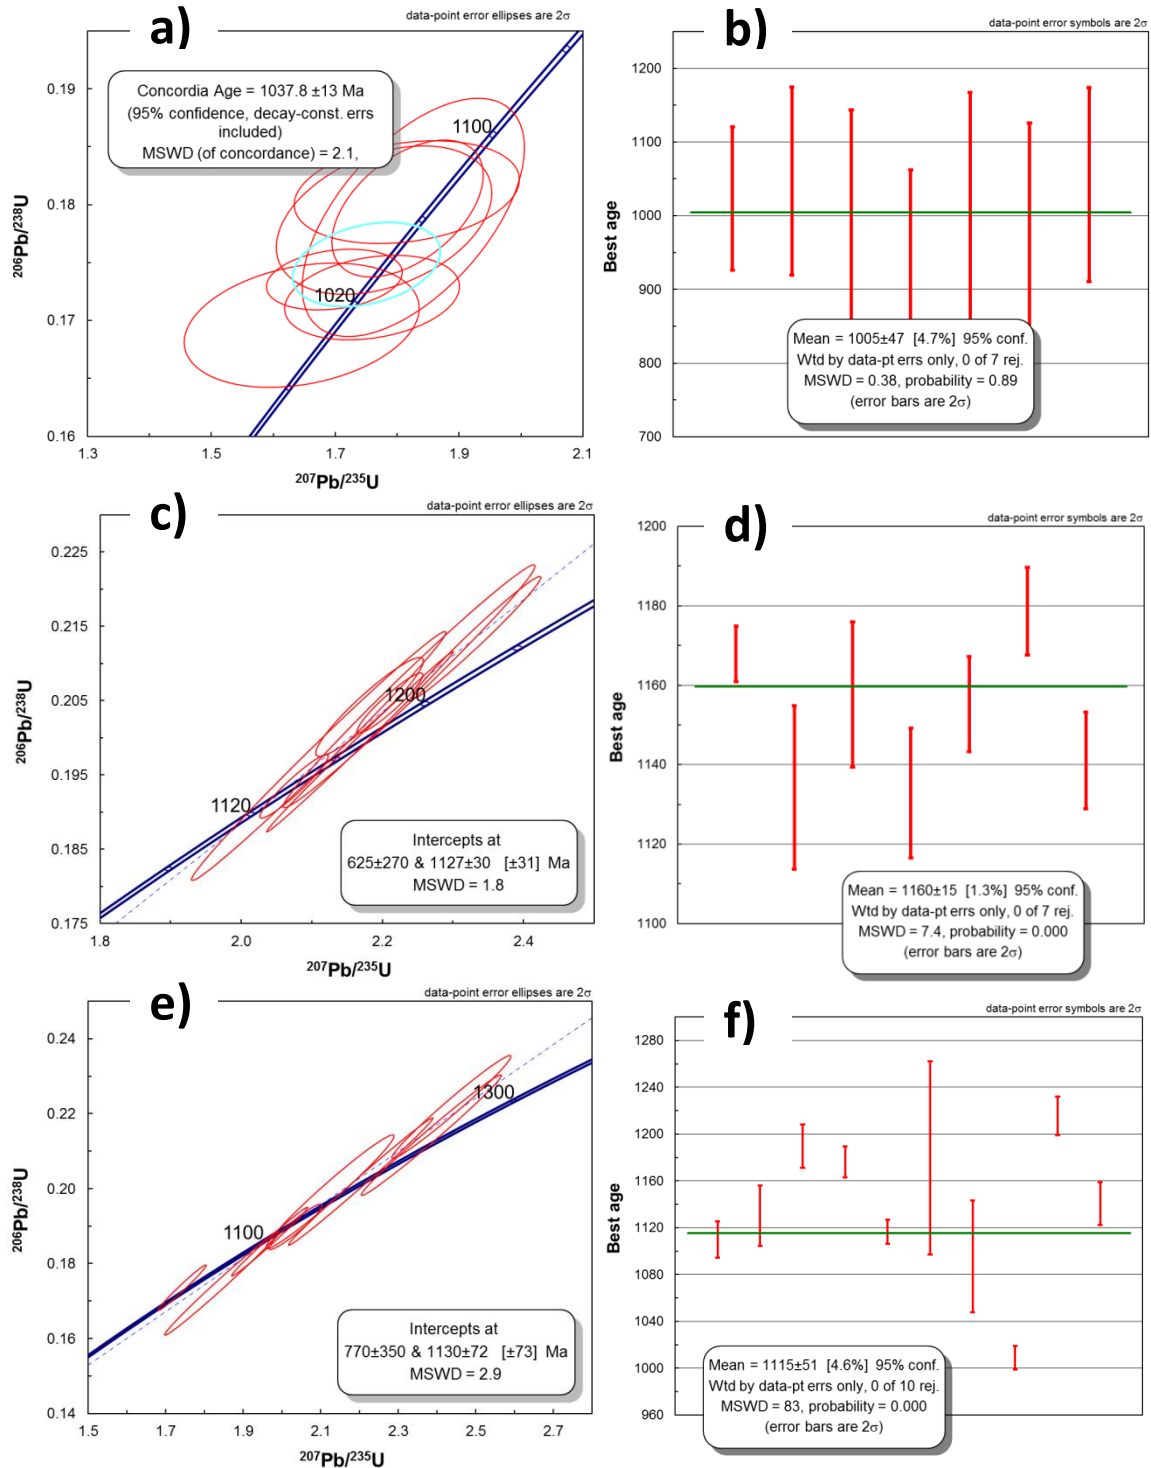 a)
data-point error ellipses are 2σ
Concordia Age = 1037.8 ±13 Ma
(95% confidence, decay-const. errs
included)
MSWD (of concordance) = 2.1,
1100
1020
0.19
0.18
0.17
0.16
1.3 1.5 1.7 1.9 2.1
²⁰⁶Pb/²³⁸U
²⁰⁷Pb/²³⁵U
b)
data-point error symbols are 2σ
1200
1100
1000
900
800
700
Best age
Mean = 1005±47 [4.7%] 95% conf.
Wtd by data-pt errs only, 0 of 7 rej.
MSWD = 0.38, probability = 0.89
(error bars are 2σ)
c)
data-point error ellipses are 2σ
0.225
0.215
0.205
0.195
0.185
0.175
1200
1120
Intercepts at
625±270 & 1127±30 [±31] Ma
MSWD = 1.8
1.8 2.0 2.2 2.4
²⁰⁶Pb/²³⁸U
²⁰⁷Pb/²³⁵U
d)
data-point error symbols are 2σ
1200
1180
1160
1140
1120
1100
Best age
Mean = 1160±15 [1.3%] 95% conf.
Wtd by data-pt errs only, 0 of 7 rej.
MSWD = 7.4, probability = 0.000
(error bars are 2σ)
e)
data-point error ellipses are 2σ
0.24
0.22
0.20
0.18
0.16
0.14
1300
1100
Intercepts at
770±350 & 1130±72 [±73] Ma
MSWD = 2.9
1.5 1.7 1.9 2.1 2.3 2.5 2.7
²⁰⁶Pb/²³⁸U
²⁰⁷Pb/²³⁵U
f)
data-point error symbols are 2σ
1280
1240
1200
1160
1120
1080
1040
1000
960
Best age
Mean = 1115±51 [4.6%] 95% conf.
Wtd by data-pt errs only, 0 of 10 rej.
MSWD = 83, probability = 0.000
(error bars are 2σ)